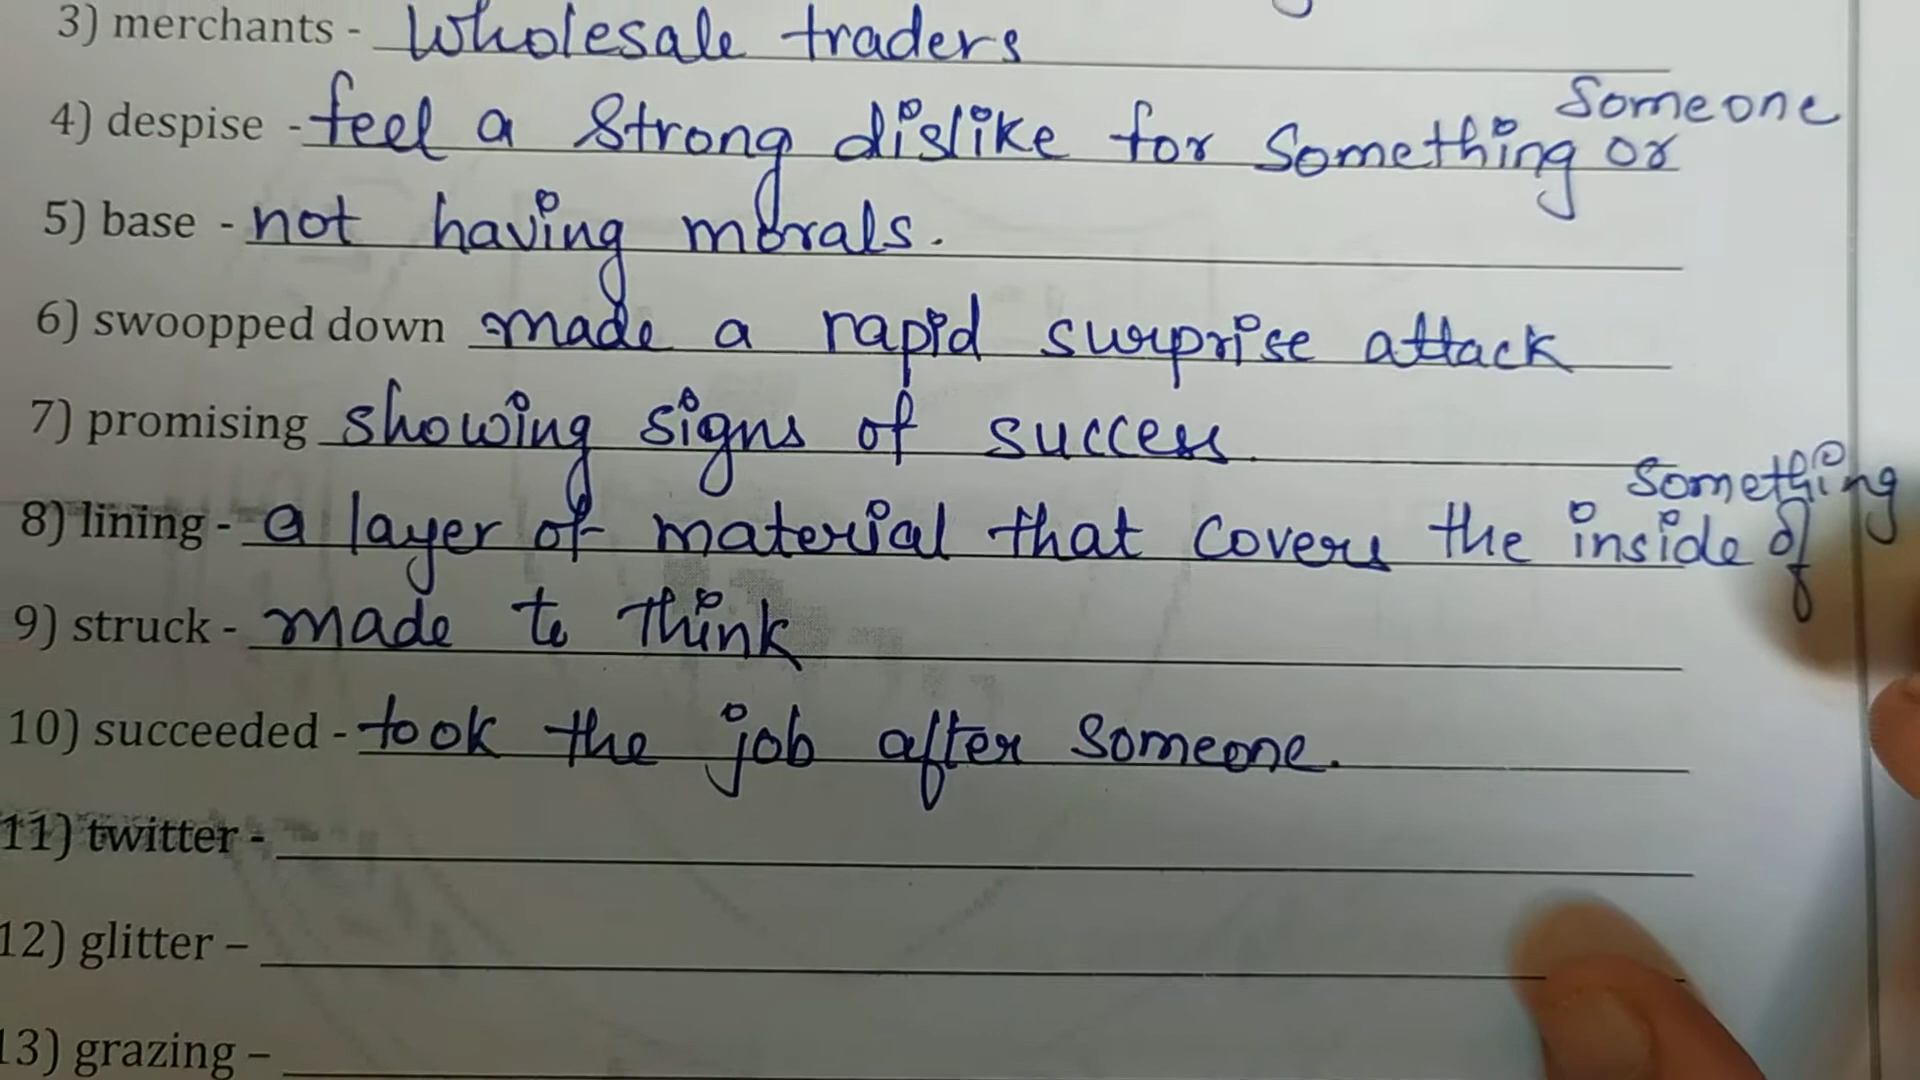 3) merchants - Wholesale traders
4) despise - feel a strong dislike for something or someone
5) base - not having morals.
6) swoopped down - made a rapid surprise attack
7) promising showing signs of success
8) lining - a layer of material that covers the inside of something
9) struck - made to think
10) succeeded - took the job after someone.
11) twitter -
12) glitter –
13) grazing –